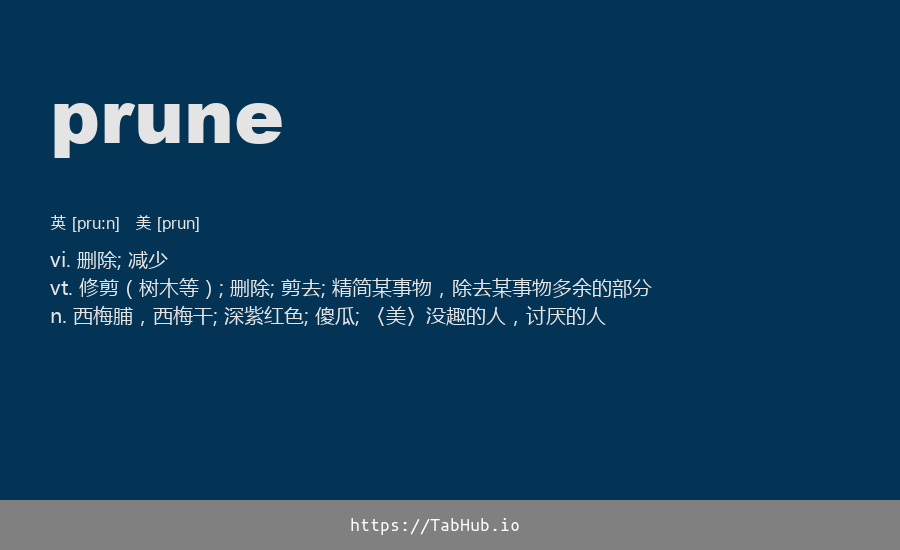 prune
英 [pru:n] 美 [prun]
vi. 删除; 减少
vt. 修剪（树木等）; 删除; 剪去; 精简某事物，除去某事物多余的部分
n. 西梅脯，西梅干; 深紫红色; 傻瓜; 〈美〉没趣的人，讨厌的人
https://TabHub.io